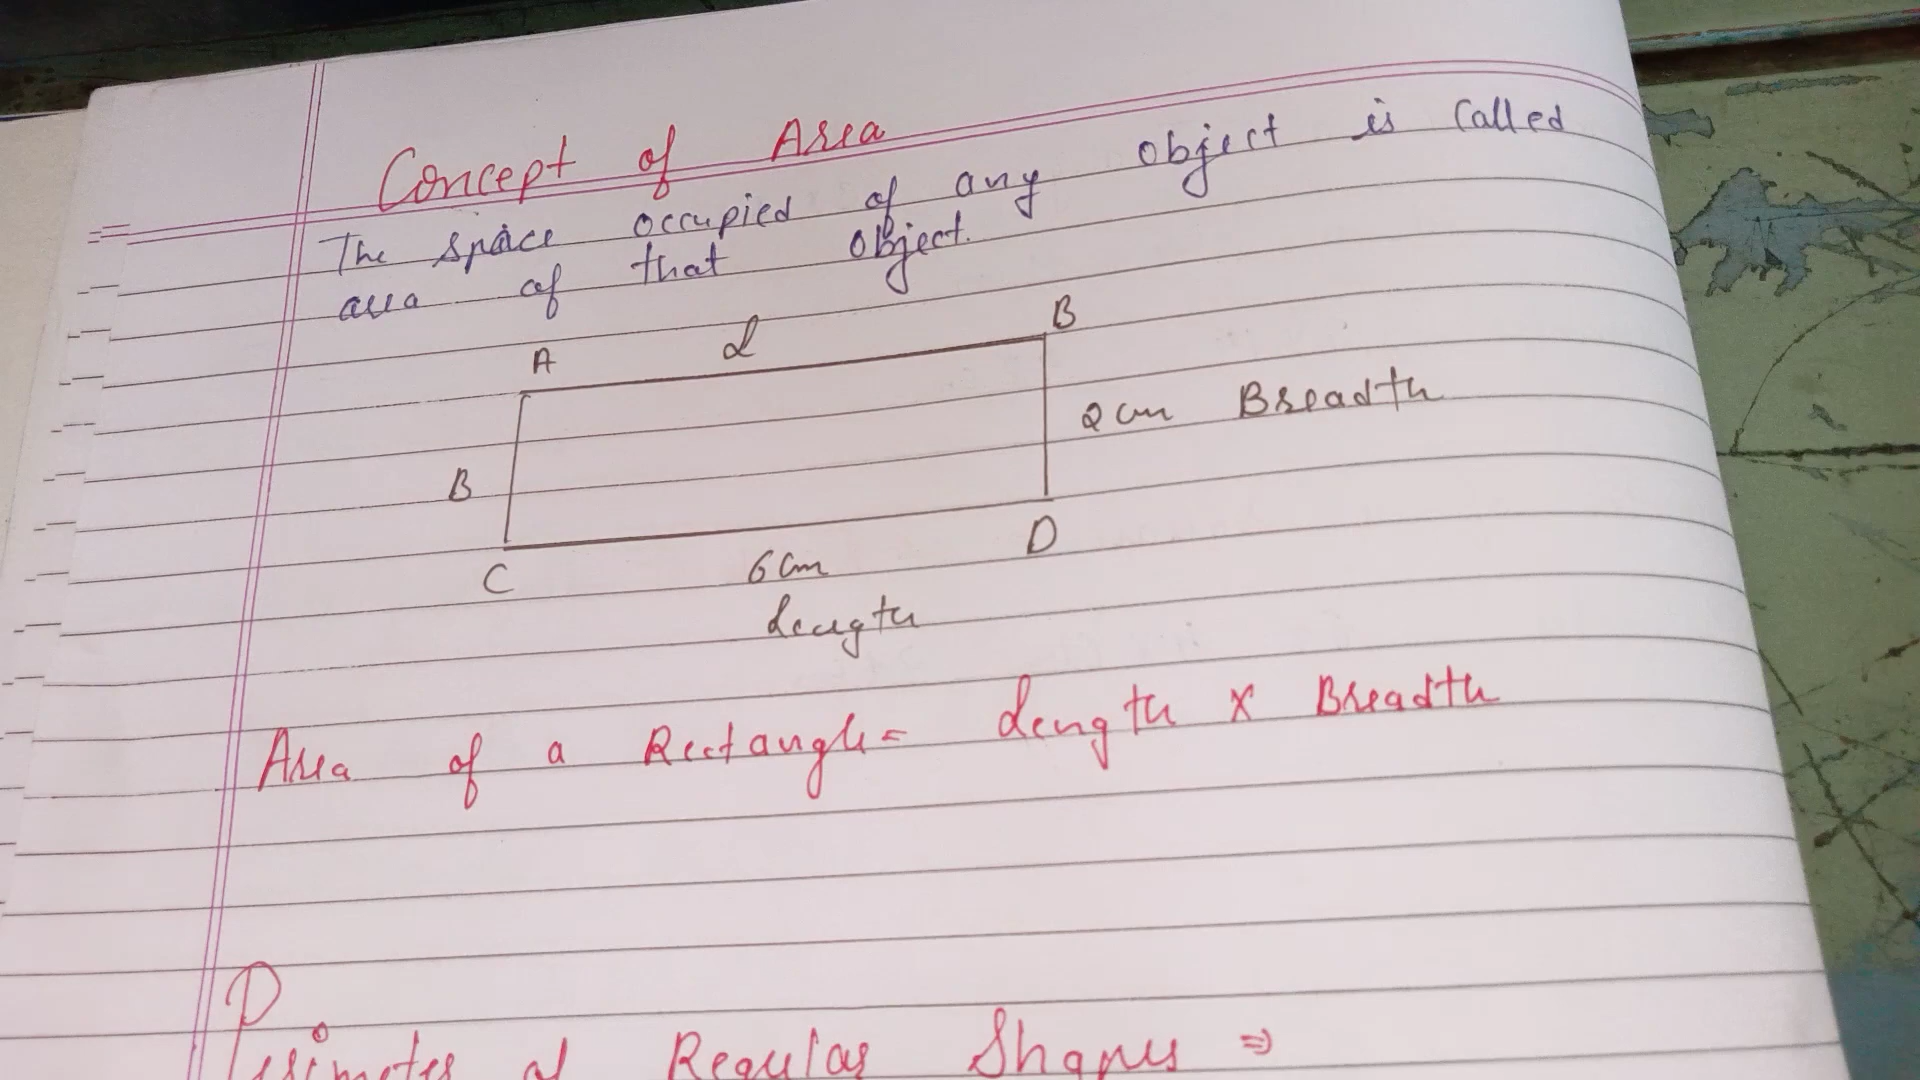 Concept of Area
The space occupied of any object is called
area of that object.
A L B
B 2 cm Breadth
C 6 cm D
Length
Area of a Rectangle = Length x Breadth
Perimeter of Regular Shapes ⇒